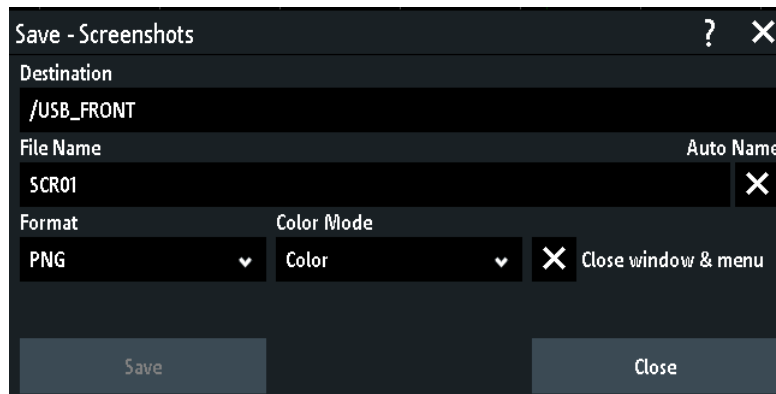 Save - Screenshots ?
Destination
/USB_FRONT
File Name Auto Name
SCR01
Format Color Mode
PNG Color Close window & menu
Save Close